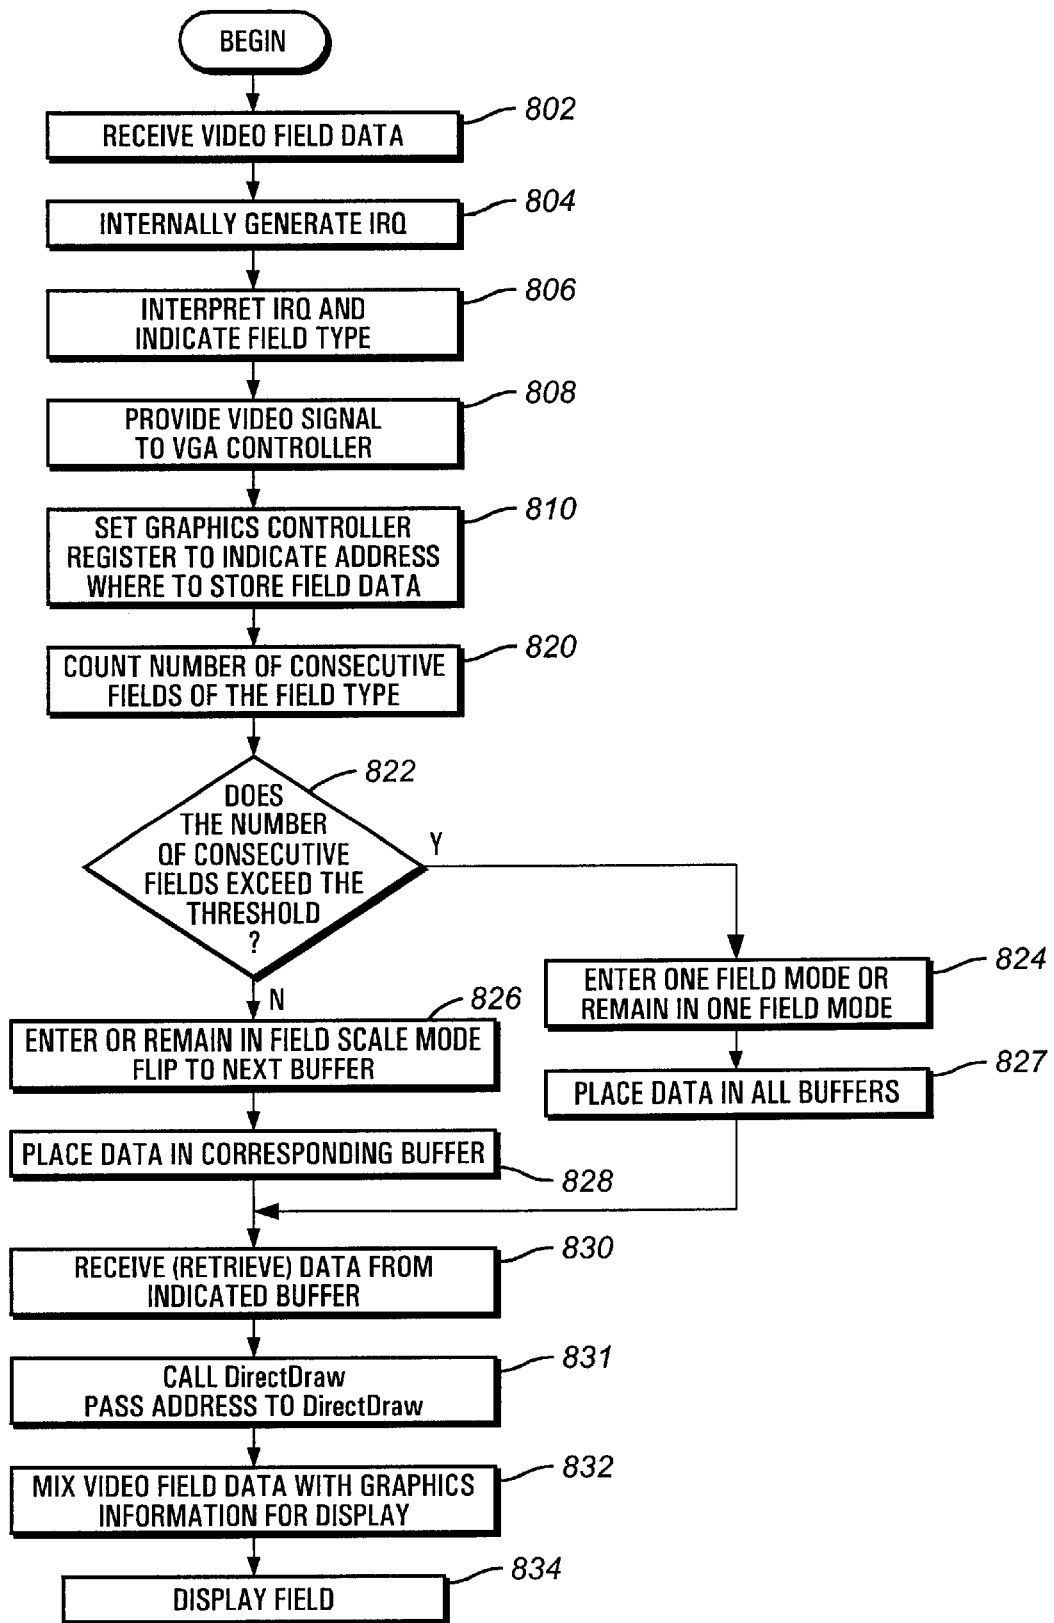 BEGIN
802
RECEIVE VIDEO FIELD DATA
804
INTERNALLY GENERATE IRQ
806
INTERPRET IRQ AND
INDICATE FIELD TYPE
808
PROVIDE VIDEO SIGNAL
TO VGA CONTROLLER
810
SET GRAPHICS CONTROLLER
REGISTER TO INDICATE ADDRESS
WHERE TO STORE FIELD DATA
820
COUNT NUMBER OF CONSECUTIVE
FIELDS OF THE FIELD TYPE
822
DOES
THE NUMBER
OF CONSECUTIVE
FIELDS EXCEED THE
THRESHOLD
?
Y
N
824
ENTER ONE FIELD MODE OR
REMAIN IN ONE FIELD MODE
826
ENTER OR REMAIN IN FIELD SCALE MODE
FLIP TO NEXT BUFFER
827
PLACE DATA IN ALL BUFFERS
PLACE DATA IN CORRESPONDING BUFFER
828
830
RECEIVE (RETRIEVE) DATA FROM
INDICATED BUFFER
831
CALL DirectDraw
PASS ADDRESS TO DirectDraw
832
MIX VIDEO FIELD DATA WITH GRAPHICS
INFORMATION FOR DISPLAY
834
DISPLAY FIELD